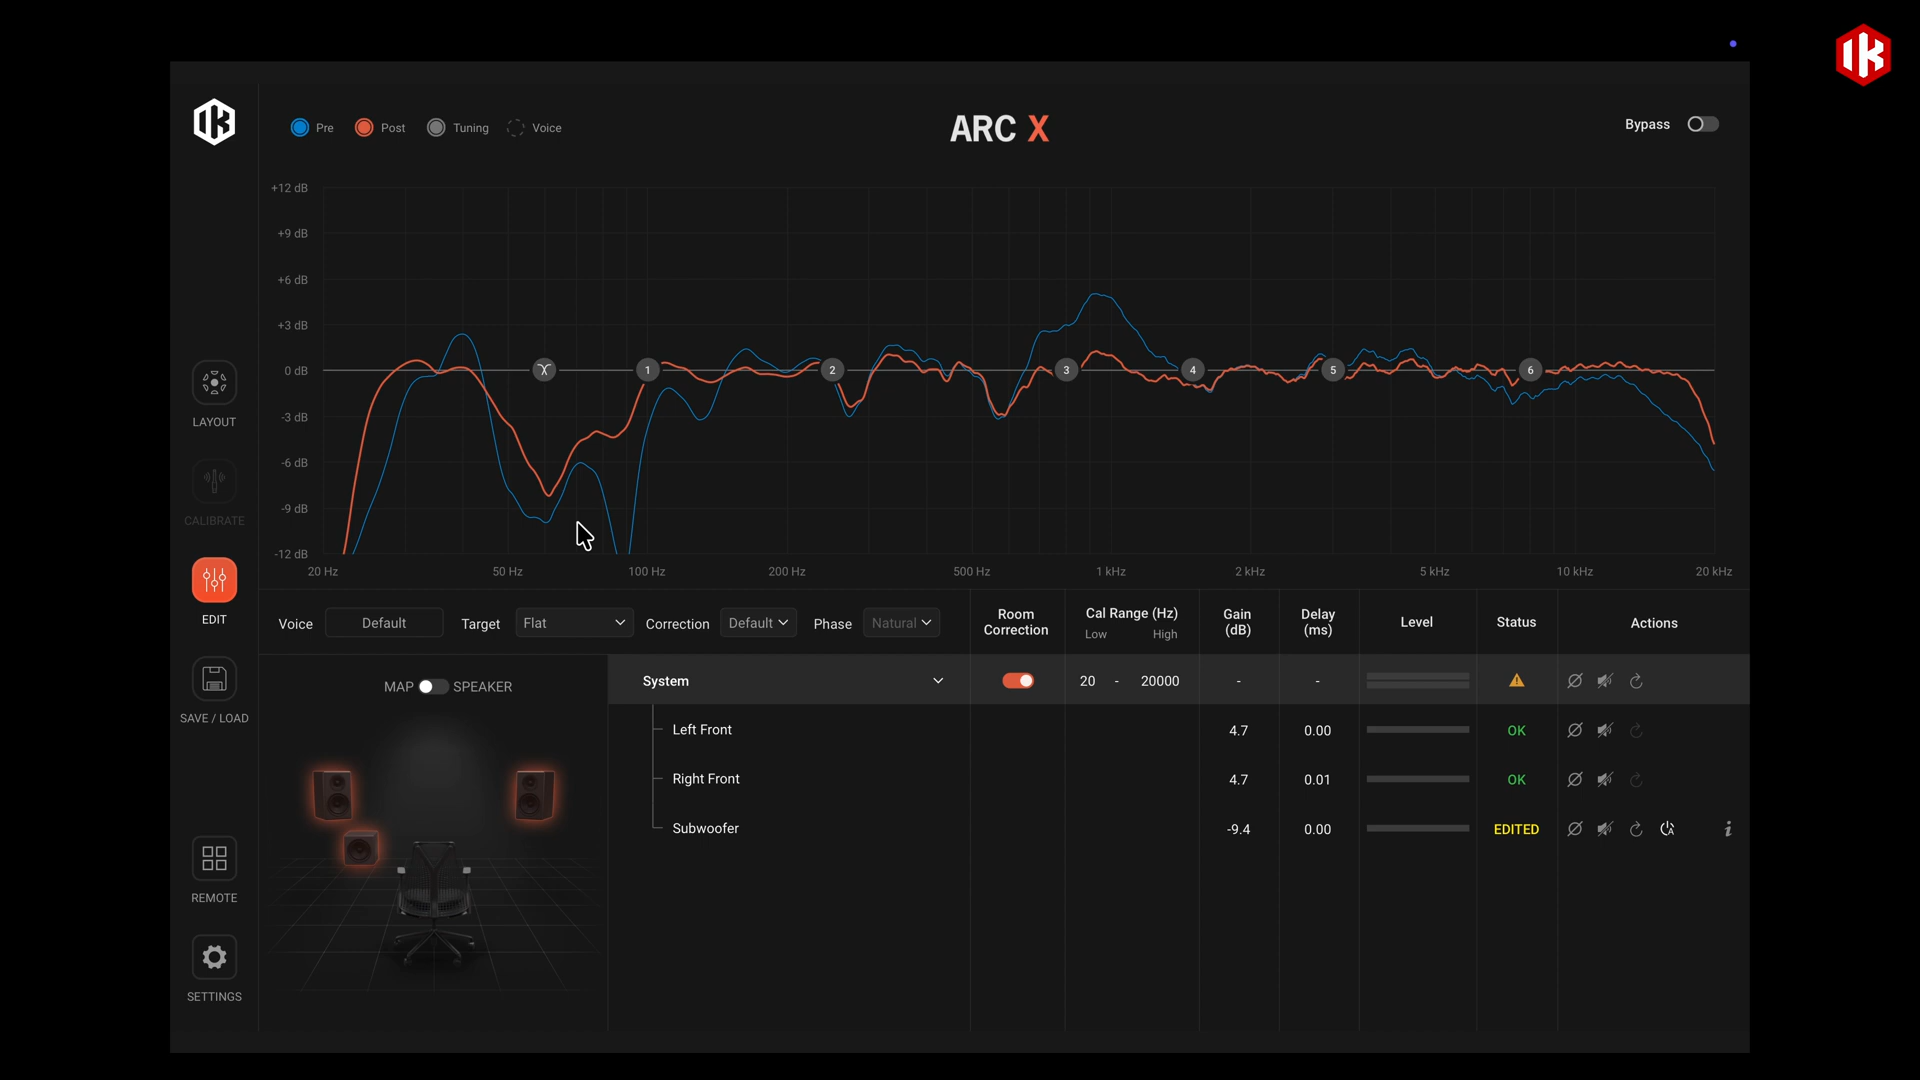 IK
IK
Pre
Post
Tuning
Voice
ARC X
Bypass
+12 dB
+9 dB
+6 dB
+3 dB
0 dB
-3 dB
-6 dB
-9 dB
-12 dB
1
2
3
4
5
6
20 Hz
50 Hz
100 Hz
200 Hz
500 Hz
1 kHz
2 kHz
5 kHz
10 kHz
20 kHz
LAYOUT
CALIBRATE
EDIT
SAVE / LOAD
REMOTE
SETTINGS
Voice Default Target Flat Correction Default Phase Natural
Room
Correction
Cal Range (Hz)
Low High
Gain
(dB)
Delay
(ms)
Level
Status
Actions
MAP SPEAKER
System 20 - 20000 - -
Left Front 4.7 0.00 OK
Right Front 4.7 0.01 OK
Subwoofer -9.4 0.00 EDITED